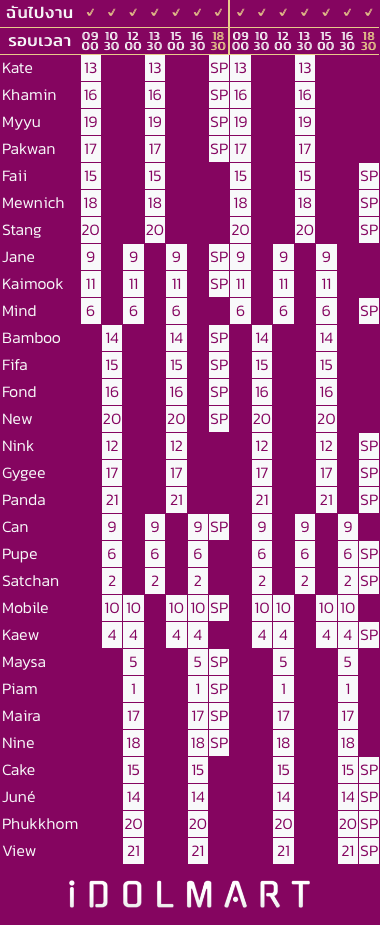 ฉันไปงาน ✓ ✓ ✓ ✓ ✓ ✓ ✓ ✓ ✓ ✓ ✓ ✓ ✓ ✓
รอบเวลา 09 00 10 30 12 00 13 30 15 00 16 30 18 30 09 00 10 30 12 00 13 30 15 00 16 30 18 30
Kate 13 13 SP 13 13
Khamin 16 16 SP 16 16
Myyu 19 19 SP 19 19
Pakwan 17 17 SP 17 17
Faii 15 15 15 15 SP
Mewnich 18 18 18 18 SP
Stang 20 20 20 20 SP
Jane 9 9 9 SP 9 9 9
Kaimook 11 11 11 SP 11 11 11
Mind 6 6 6 6 6 6 SP
Bamboo 14 14 SP 14 14
Fifa 15 15 SP 15 15
Fond 16 16 SP 16 16
New 20 20 SP 20 20
Nink 12 12 12 12 SP
Gygee 17 17 17 17 SP
Panda 21 21 21 21 SP
Can 9 9 9 SP 9 9 9
Pupe 6 6 6 6 6 6 SP
Satchan 2 2 2 2 2 2 SP
Mobile 10 10 10 10 SP 10 10 10 10
Kaew 4 4 4 4 4 4 4 4 SP
Maysa 5 5 SP 5 5
Piam 1 1 SP 1 1
Maira 17 17 SP 17 17
Nine 18 18 SP 18 18
Cake 15 15 15 15 SP
Juné 14 14 14 14 SP
Phukkhom 20 20 20 20 SP
View 21 21 21 21 SP
iDOLMART